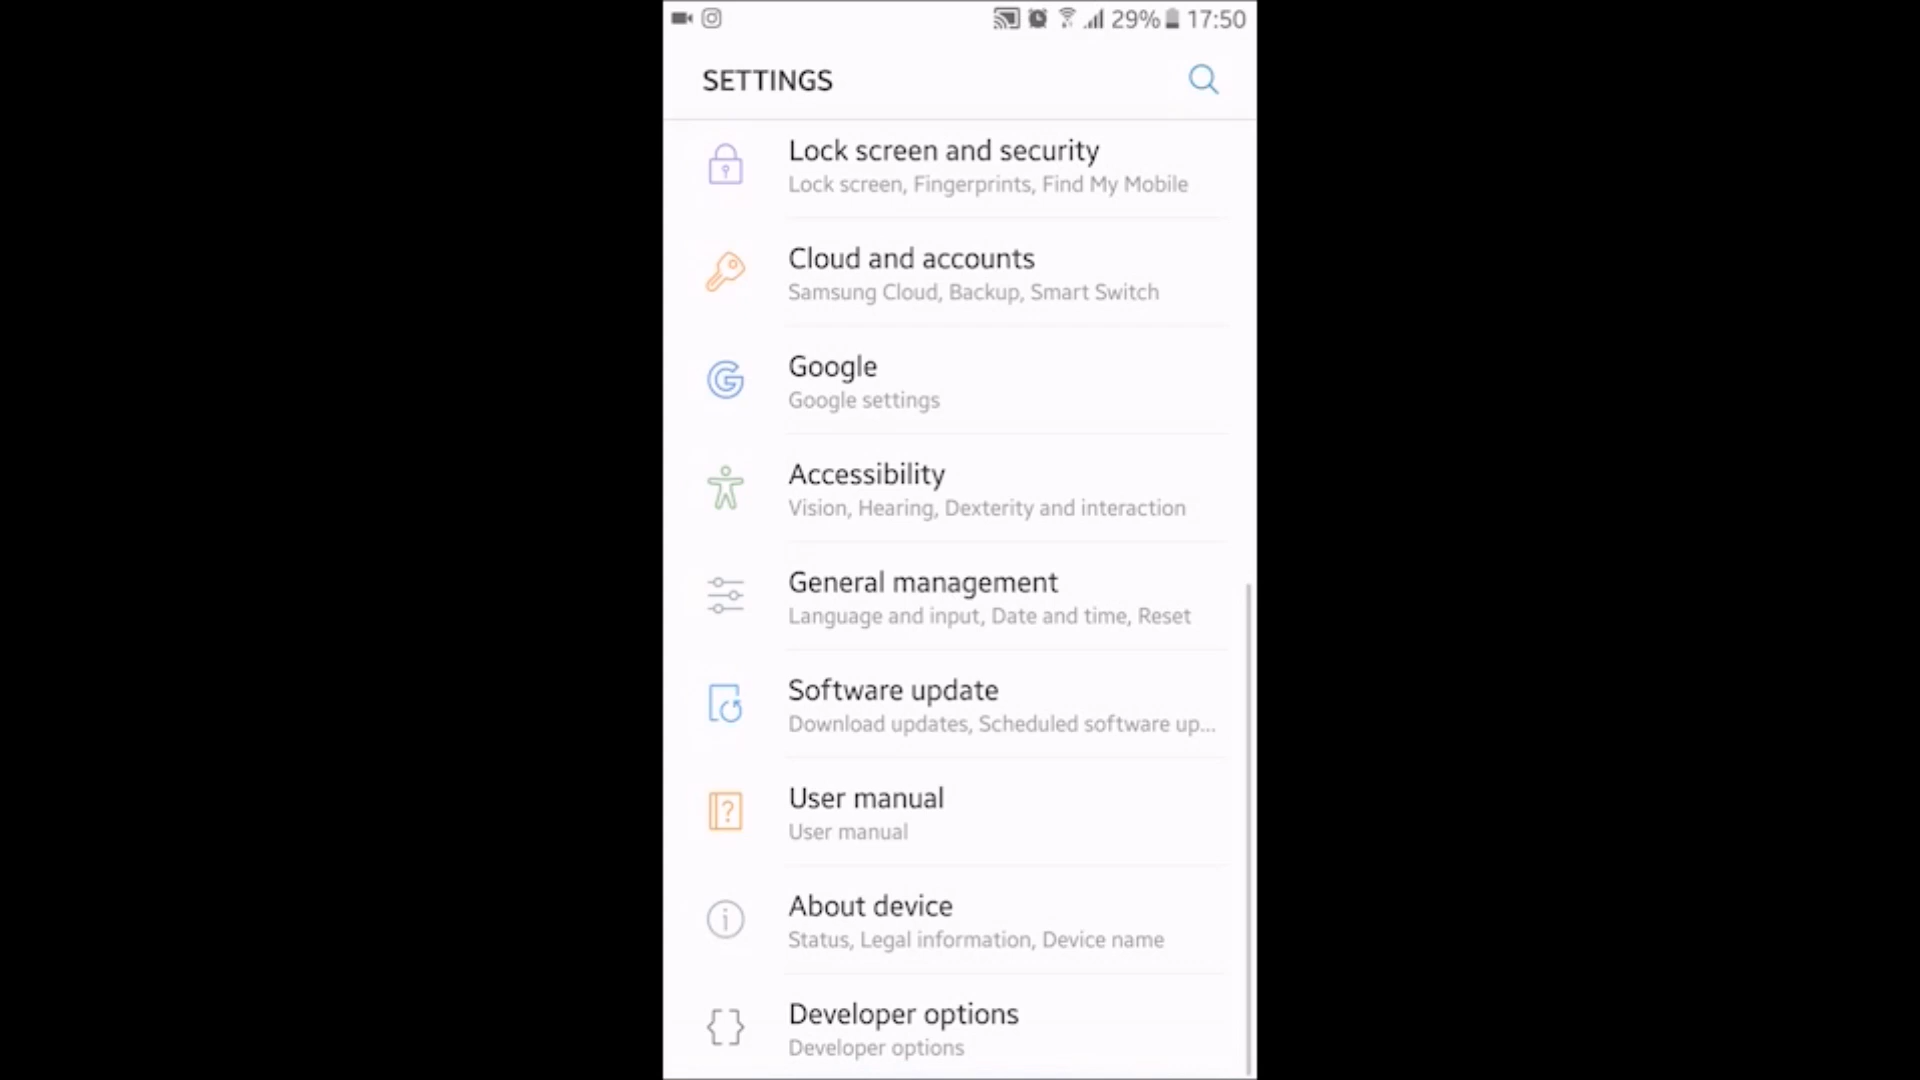 29% 17:50
SETTINGS
Lock screen and security
Lock screen, Fingerprints, Find My Mobile
Cloud and accounts
Samsung Cloud, Backup, Smart Switch
Google
Google settings
Accessibility
Vision, Hearing, Dexterity and interaction
General management
Language and input, Date and time, Reset
Software update
Download updates, Scheduled software up...
User manual
User manual
About device
Status, Legal information, Device name
Developer options
Developer options